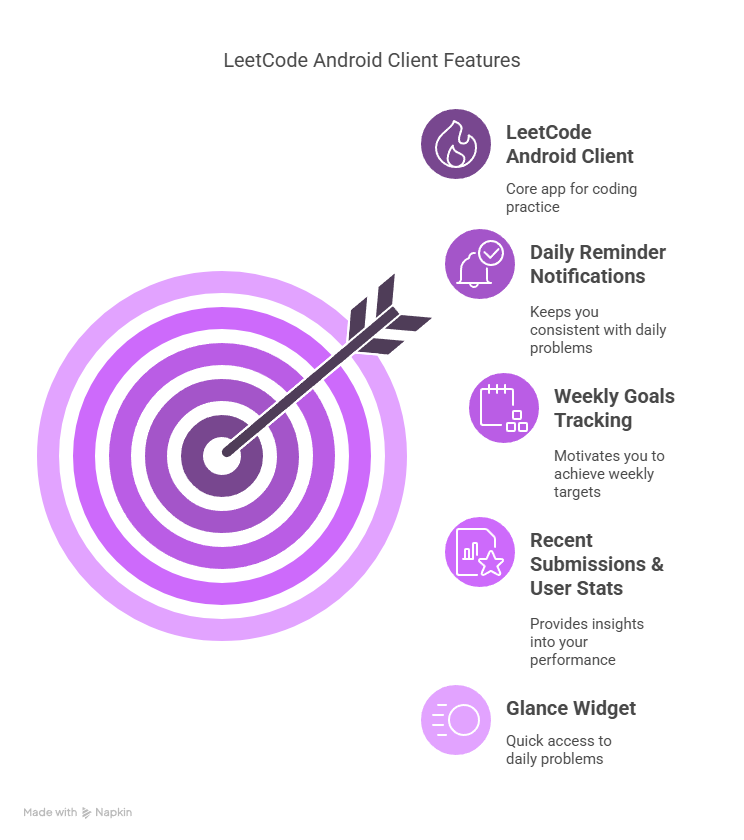 LeetCode Android Client Features
LeetCode
Android Client
Core app for coding
practice
Daily Reminder
Notifications
Keeps you
consistent with daily
problems
Weekly Goals
Tracking
Motivates you to
achieve weekly
targets
Recent
Submissions &
User Stats
Provides insights
into your
performance
Glance Widget
Quick access to
daily problems
Made with Napkin